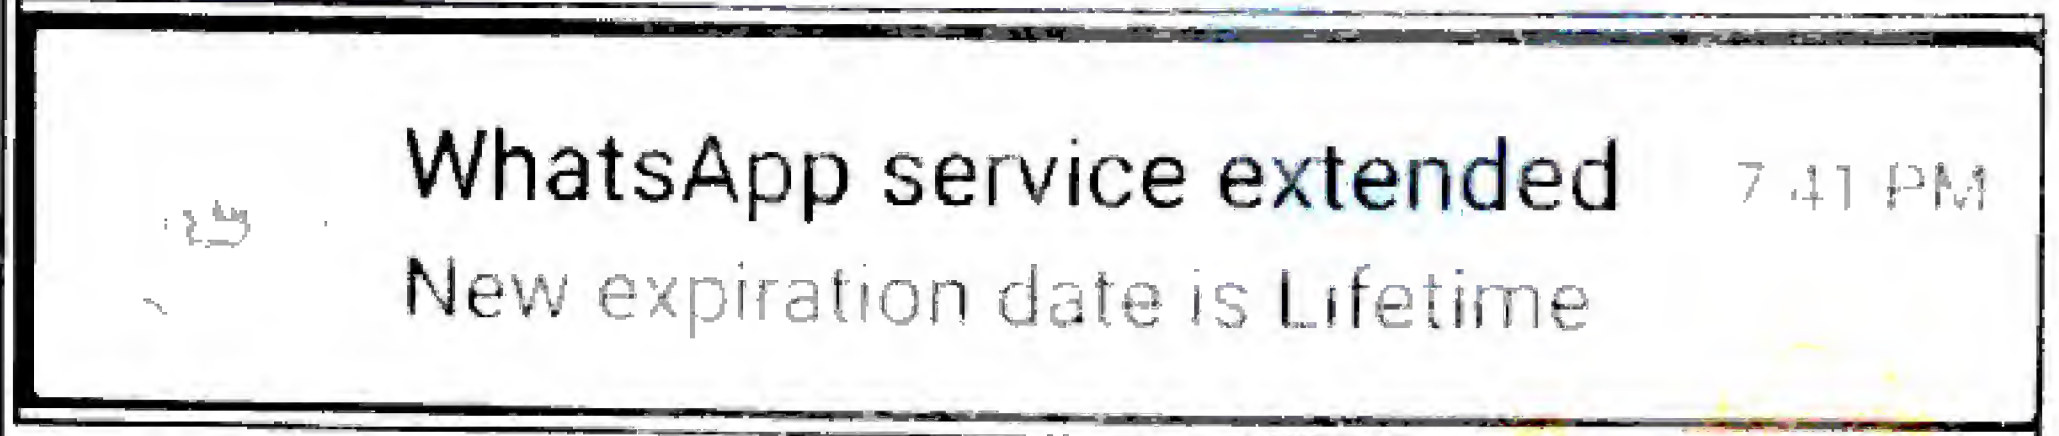 WhatsApp service extended 7:41 PM
New expiration date is Lifetime